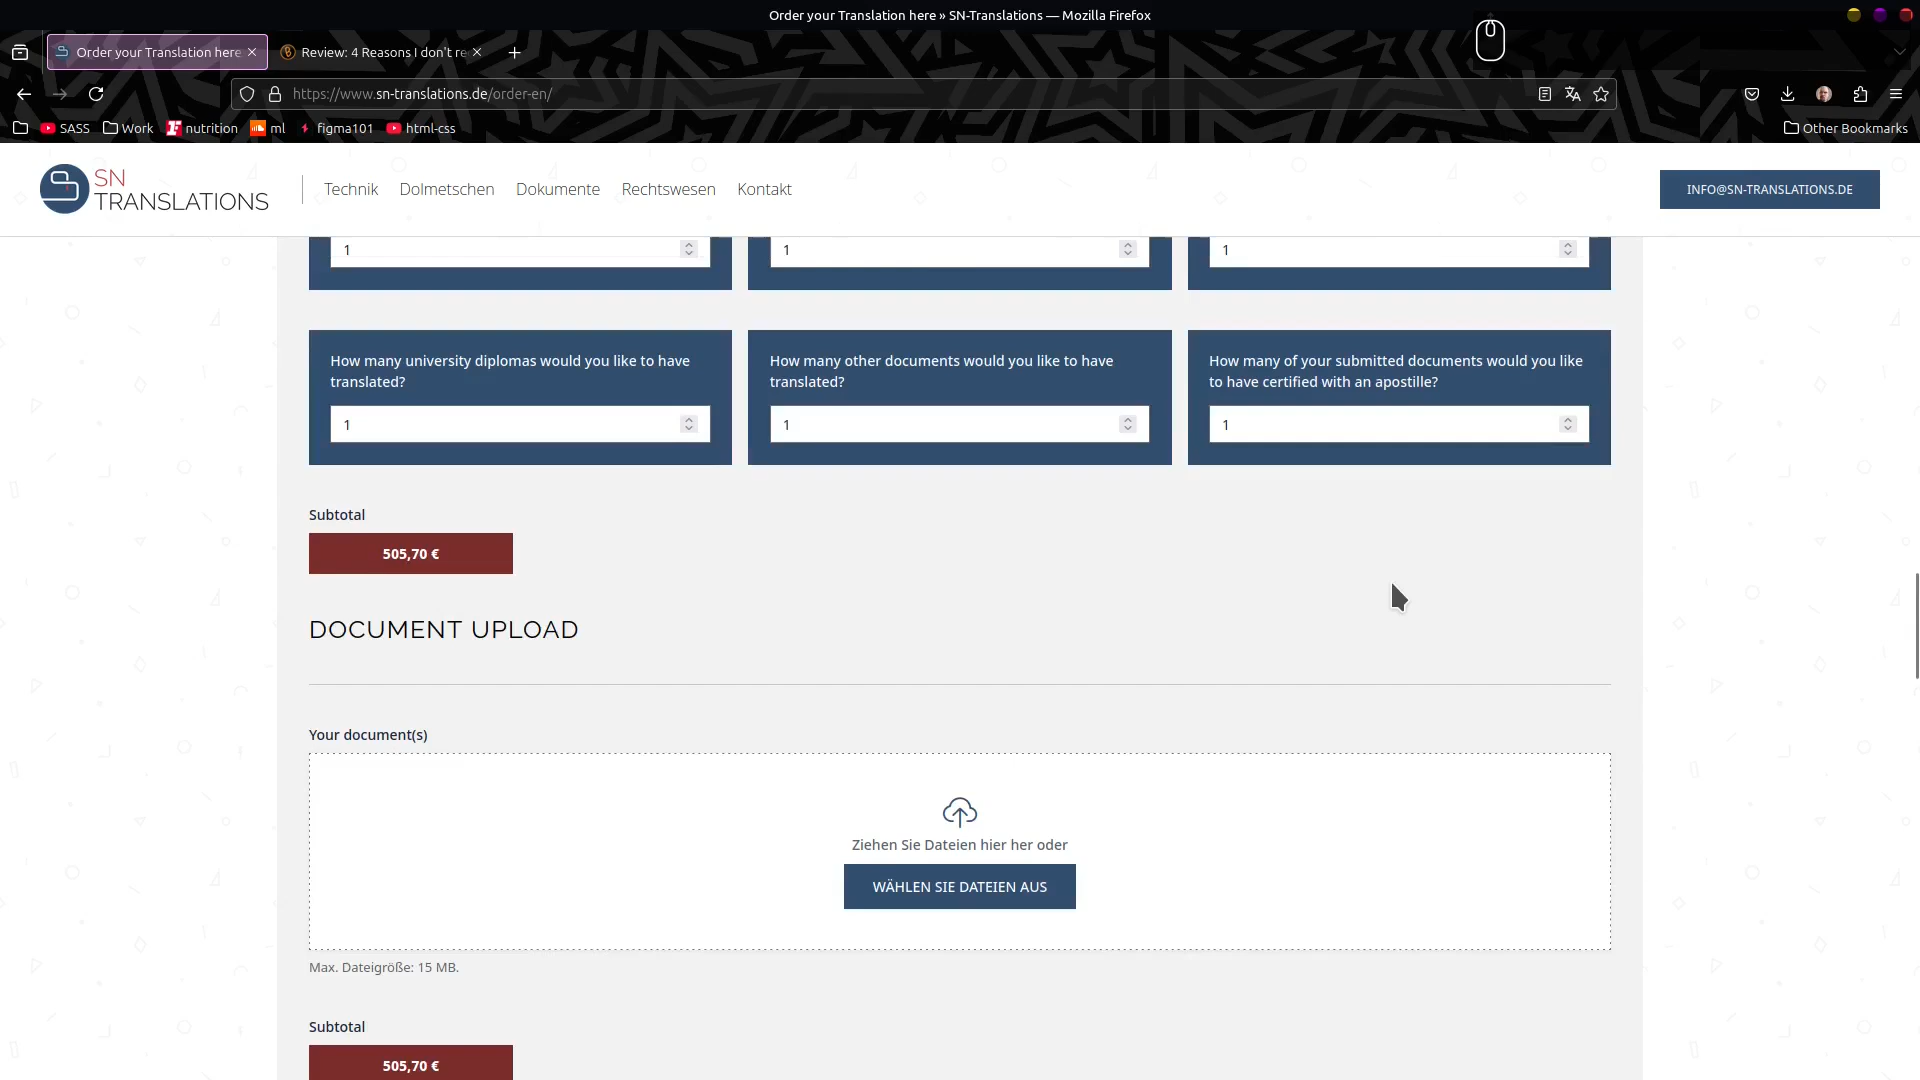 Order your Translation here » SN-Translations — Mozilla Firefox
Order your Translation here
Review: 4 Reasons I don't re
https://www.sn-translations.de/order-en/
SASS
Work
nutrition
ml
figma101
html-css
Other Bookmarks
SN
TRANSLATIONS
Technik
Dolmetschen
Dokumente
Rechtswesen
Kontakt
INFO@SN-TRANSLATIONS.DE
1
1
1
How many university diplomas would you like to have
translated?
1
How many other documents would you like to have
translated?
1
How many of your submitted documents would you like
to have certified with an apostille?
1
Subtotal
505,70 €
DOCUMENT UPLOAD
Your document(s)
Ziehen Sie Dateien hier her oder
WÄHLEN SIE DATEIEN AUS
Max. Dateigröße: 15 MB.
Subtotal
505,70 €